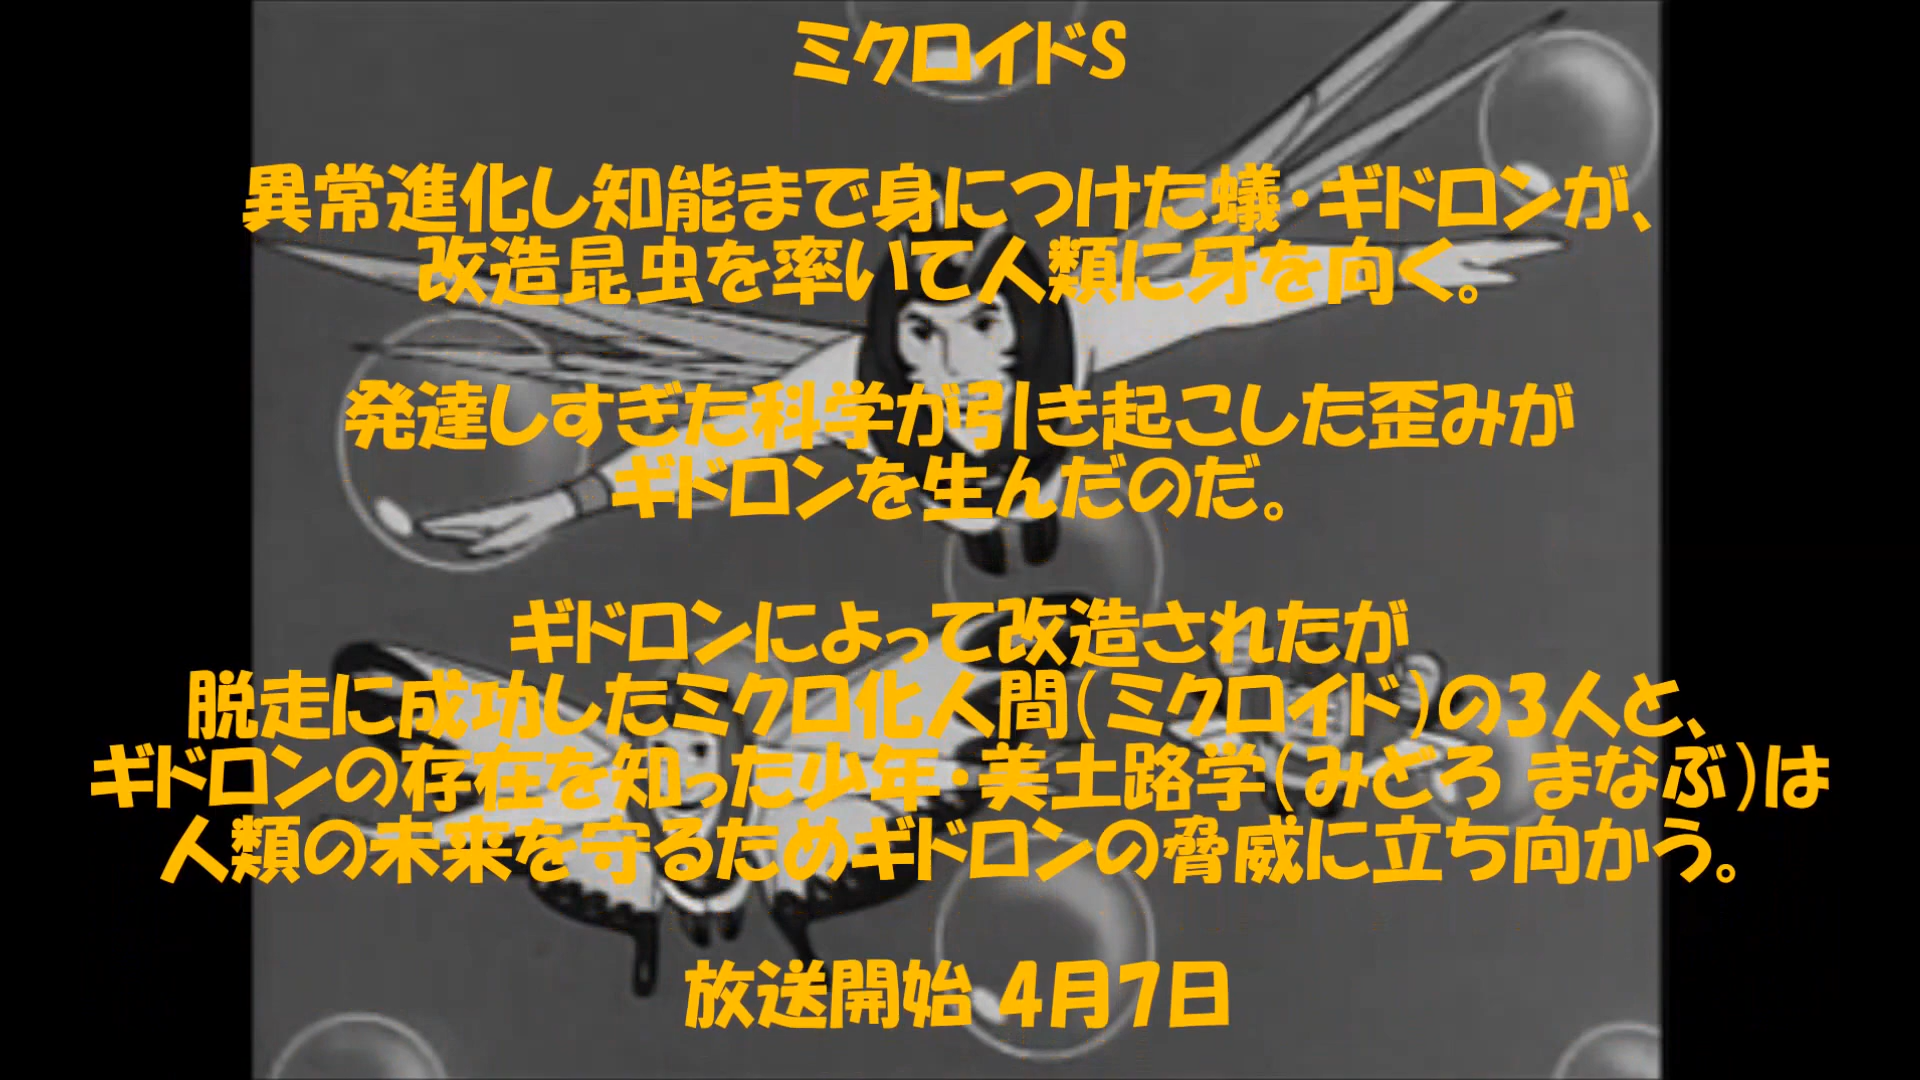 ミクロイドS
異常進化し知能まで身につけた蟻・ギドロンが、
改造昆虫を率いて人類に牙を向く。
発達しすぎた科学が引き起こした歪みが
ギドロンを生んだのだ。
ギドロンによって改造されたが
脱走に成功したミクロ化人間(ミクロイド)の3人と、
ギドロンの存在を知った少年・美土路学(みどろ まなぶ)は
人類の未来を守るためギドロンの脅威に立ち向かう。
放送開始 4月7日